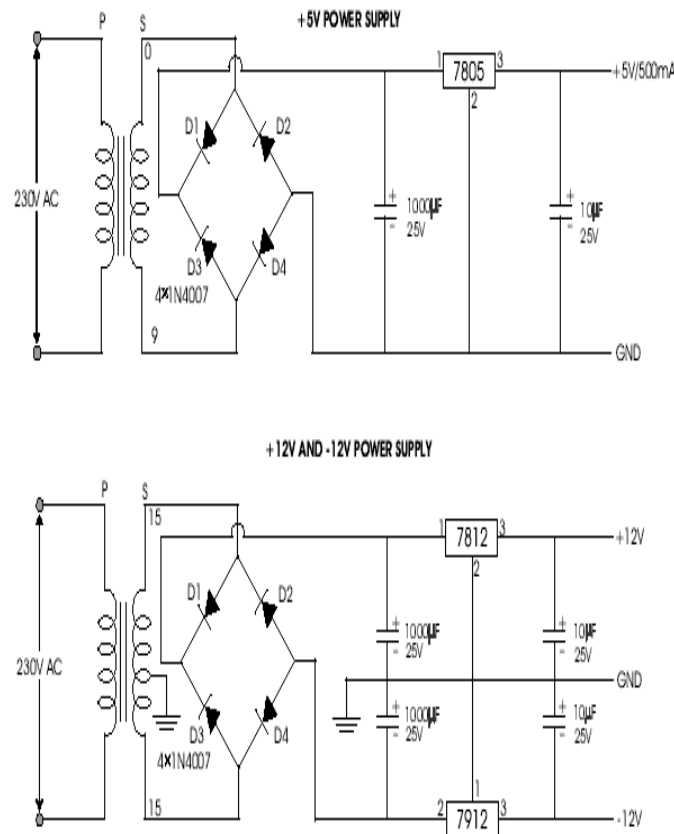 +5V POWER SUPPLY
P S
0
1 7805 3
2
+5V/500mA
D1 D2
230V AC
+ 1000µF
- 25V
+ 10µF
- 25V
D3 D4
4×1N4007
9
GND
+12V AND -12V POWER SUPPLY
P S
15
1 7812 3
2
+12V
D1 D2
+ 1000µF
- 25V
+ 10µF
- 25V
230V AC
GND
+ 1000µF
- 25V
+ 10µF
- 25V
D3 D4
4×1N4007
1
15
2 7912 3
-12V